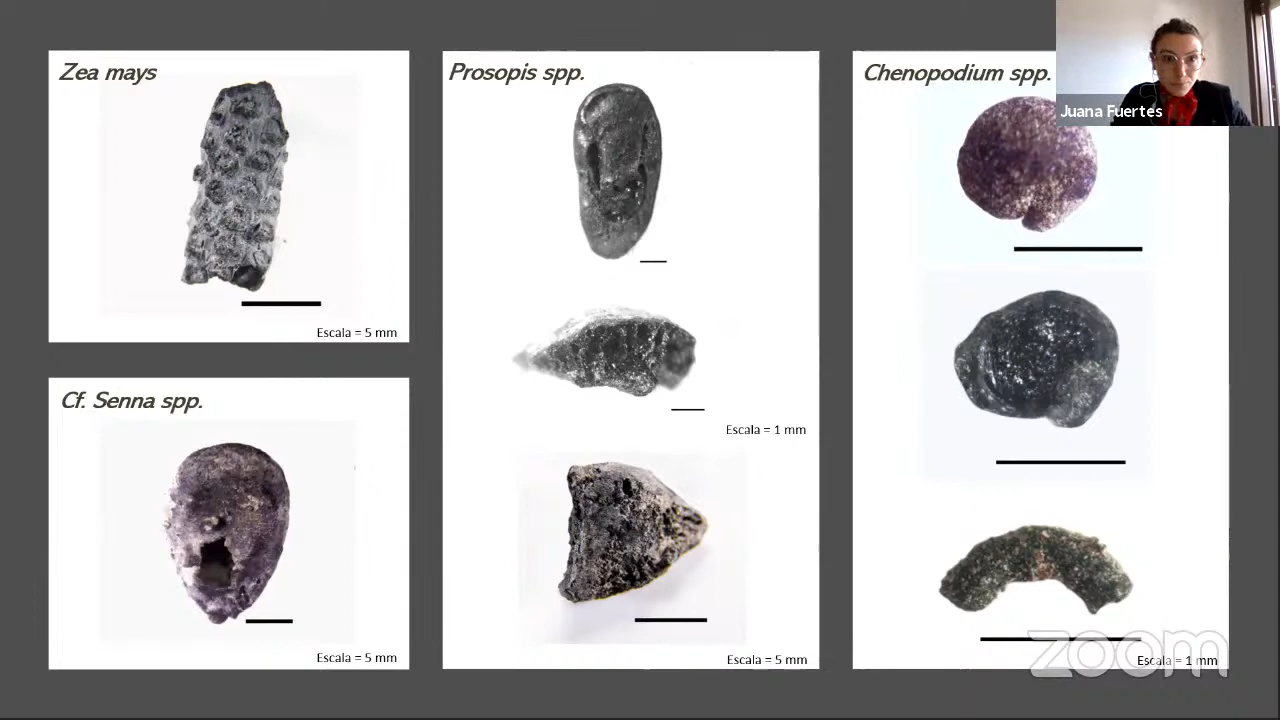 Zea mays
Escala = 5 mm
Cf. Senna spp.
Escala = 5 mm
Prosopis spp.
Escala = 1 mm
Escala = 5 mm
Chenopodium spp.
Juana Fuertes
Escala = 1 mm
zoom